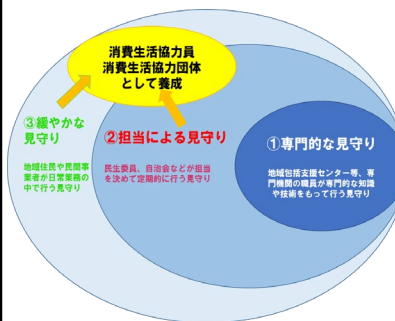 消費生活協力員
消費生活協力団体
として養成
③緩やかな
見守り
地域住民や民間事
業者が日常業務の
中で行う見守り
②担当による見守り
民生委員、自治会などが担当
を決めて定期的に行う見守り
①専門的な見守り
地域包括支援センター等、専
門機関の職員が専門的な知識
や技術をもって行う見守り